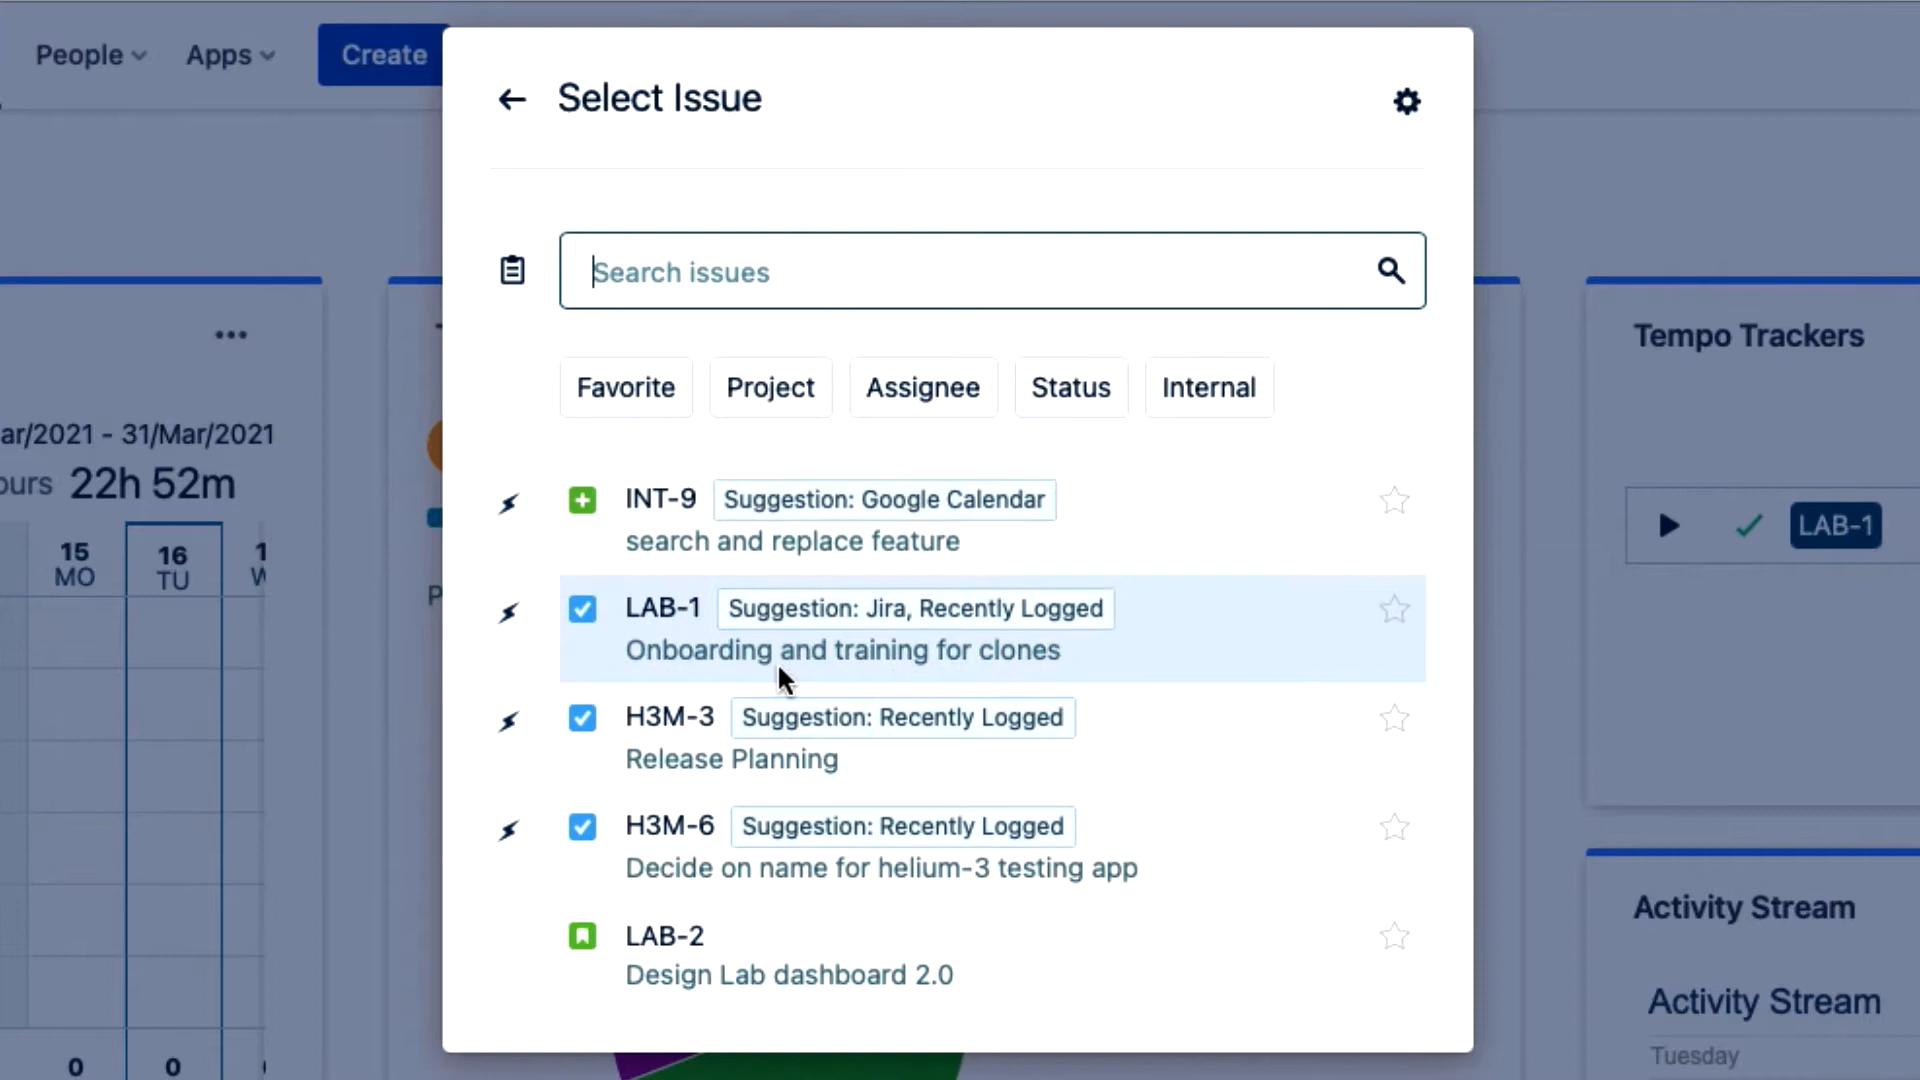 People
Apps
Create
Select Issue
Search issues
Favorite
Project
Assignee
Status
Internal
INT-9 Suggestion: Google Calendar
search and replace feature
LAB-1 Suggestion: Jira, Recently Logged
Onboarding and training for clones
H3M-3 Suggestion: Recently Logged
Release Planning
H3M-6 Suggestion: Recently Logged
Decide on name for helium-3 testing app
LAB-2
Design Lab dashboard 2.0
ar/2021 - 31/Mar/2021
ours 22h 52m
15
MO
16
TU
0
0
Tempo Trackers
LAB-1
Activity Stream
Activity Stream
Tuesday